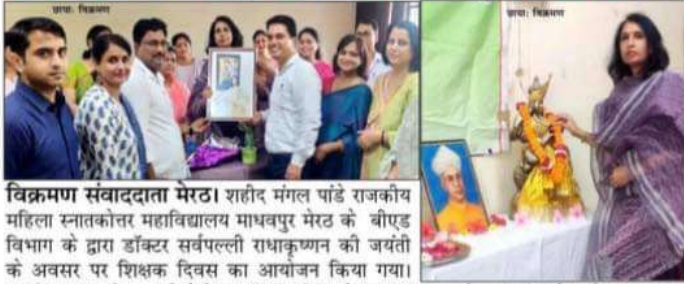 छायाः विक्रमण
छायाः विक्रमण
विक्रमण संवाददाता मेरठ। शहीद मंगल पांडे राजकीय
महिला स्नातकोत्तर महाविद्यालय माधवपुर मेरठ के बीएड
विभाग के द्वारा डॉक्टर सर्वपल्ली राधाकृष्णन की जयंती
के अवसर पर शिक्षक दिवस का आयोजन किया गया।